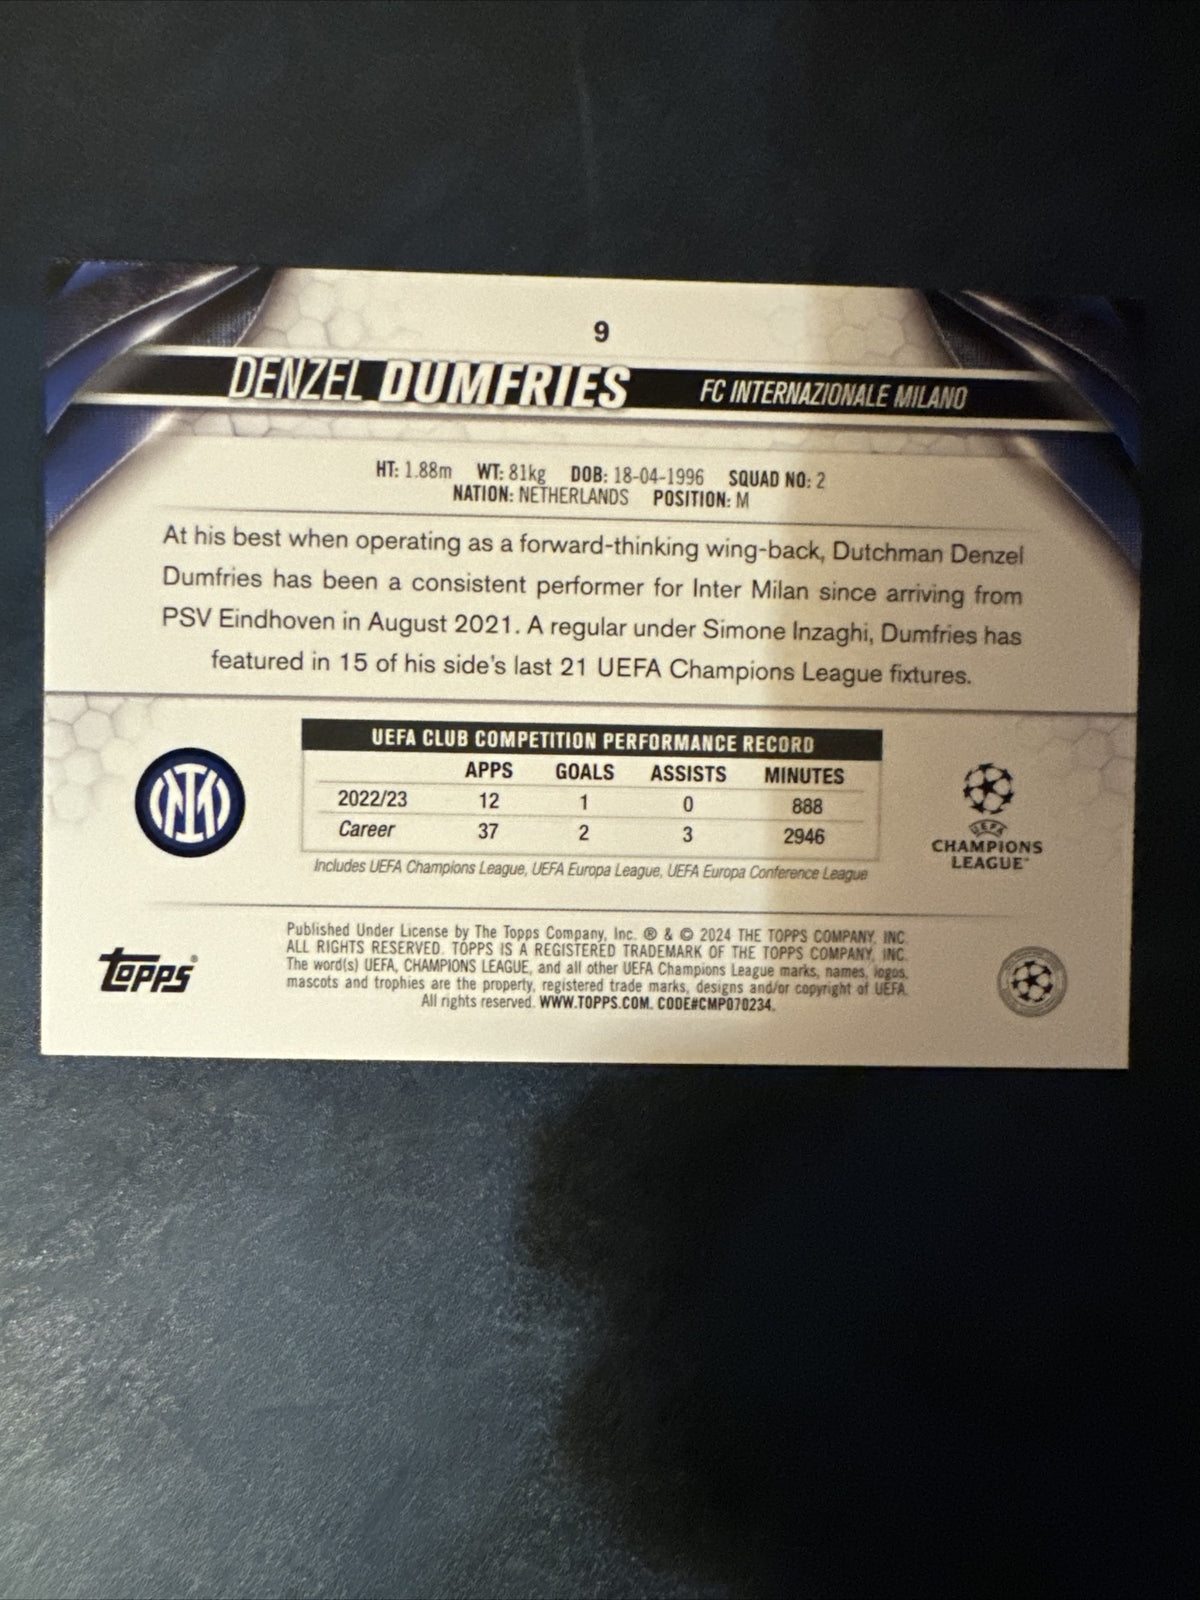 9
DENZEL DUMFRIES FC INTERNAZIONALE MILANO
HT: 1.88m WT: 81kg DOB: 18-04-1996 SQUAD NO: 2
NATION: NETHERLANDS POSITION: M
At his best when operating as a forward-thinking wing-back, Dutchman Denzel
Dumfries has been a consistent performer for Inter Milan since arriving from
PSV Eindhoven in August 2021. A regular under Simone Inzaghi, Dumfries has
featured in 15 of his side's last 21 UEFA Champions League fixtures.
UEFA CLUB COMPETITION PERFORMANCE RECORD
APPS GOALS ASSISTS MINUTES
2022/23 12 1 0 888
Career 37 2 3 2946
Includes UEFA Champions League, UEFA Europa League, UEFA Europa Conference League
UEFA
CHAMPIONS
LEAGUE™
topps®
Published Under License by The Topps Company, Inc. ® & © 2024 THE TOPPS COMPANY, INC.
ALL RIGHTS RESERVED. TOPPS IS A REGISTERED TRADEMARK OF THE TOPPS COMPANY, INC.
The word(s) UEFA, CHAMPIONS LEAGUE, and all other UEFA Champions League marks, names, logos,
mascots and trophies are the property, registered trade marks, designs and/or copyright of UEFA.
All rights reserved. WWW.TOPPS.COM. CODE#CMP070234.